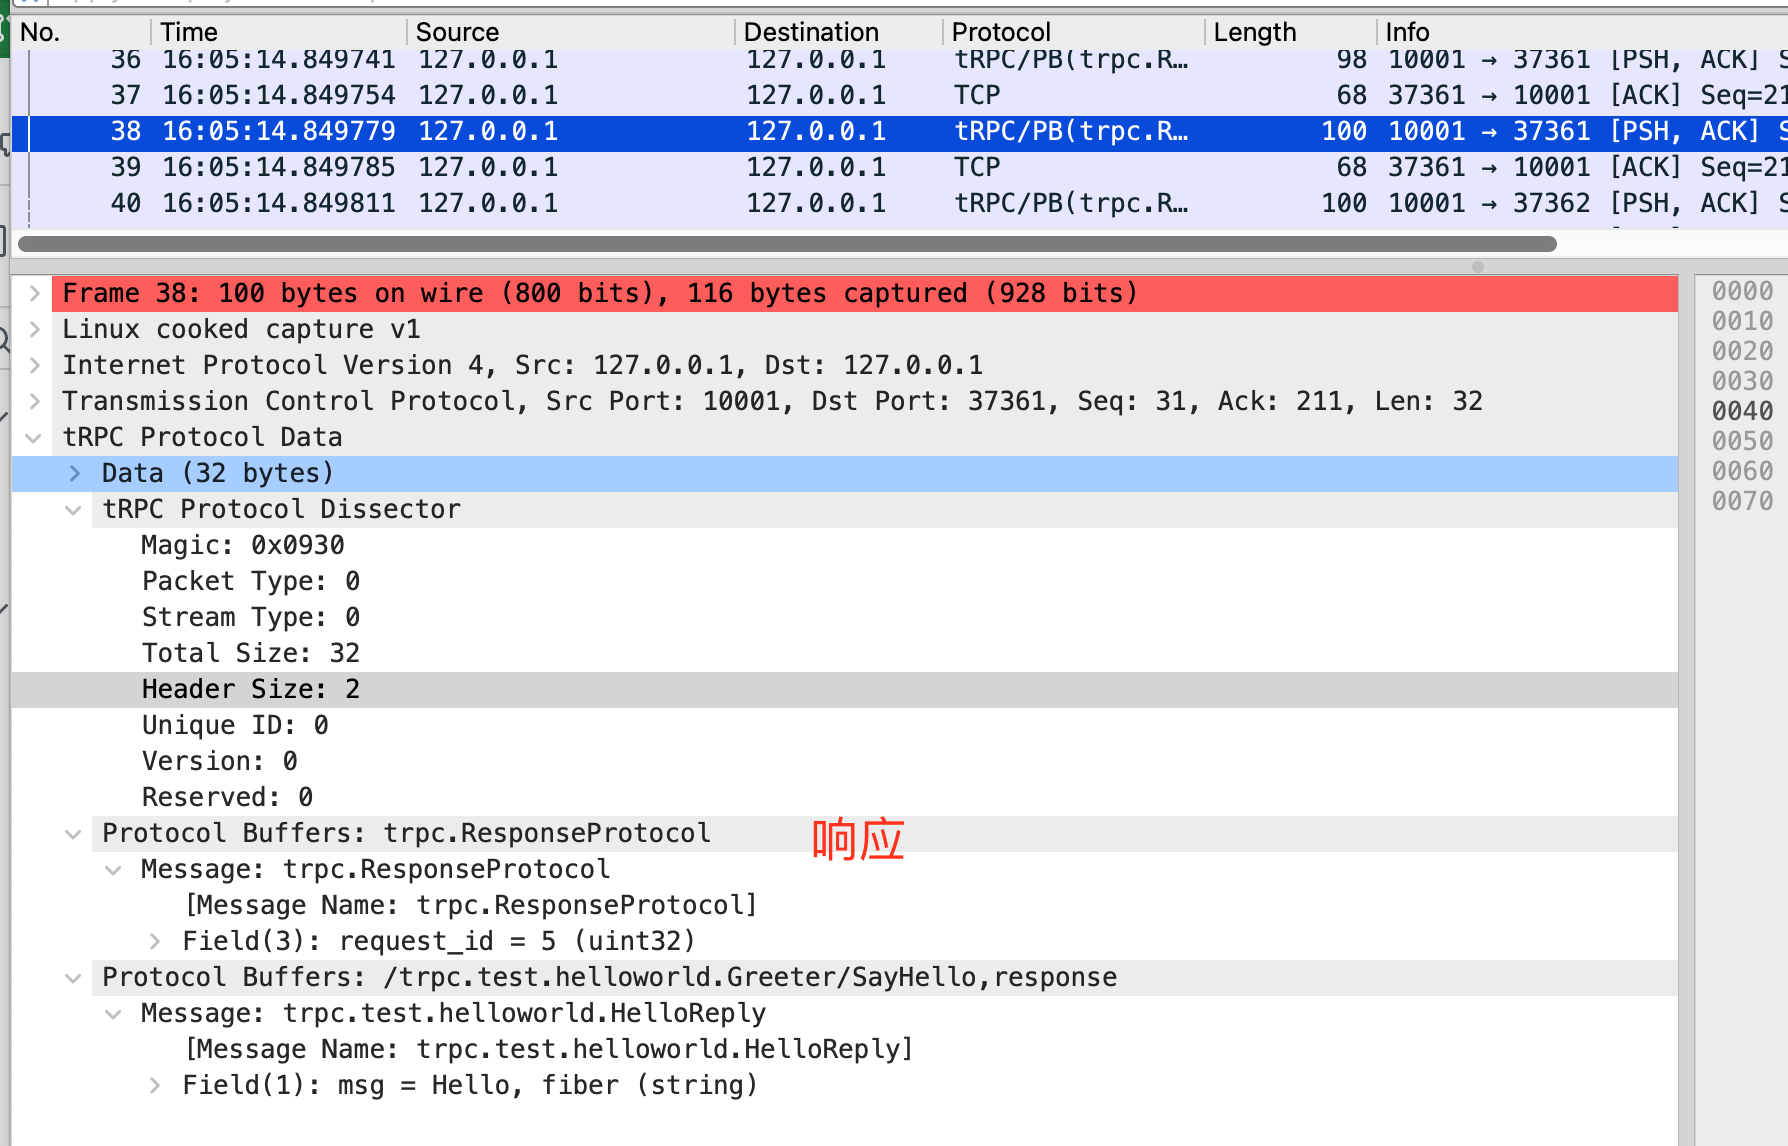 No. Time Source Destination Protocol Length Info
36 16:05:14.849741 127.0.0.1 127.0.0.1 tRPC/PB(trpc.R… 98 10001 → 37361 [PSH, ACK] S
37 16:05:14.849754 127.0.0.1 127.0.0.1 TCP 68 37361 → 10001 [ACK] Seq=21
38 16:05:14.849779 127.0.0.1 127.0.0.1 tRPC/PB(trpc.R… 100 10001 → 37361 [PSH, ACK] S
39 16:05:14.849785 127.0.0.1 127.0.0.1 TCP 68 37361 → 10001 [ACK] Seq=21
40 16:05:14.849811 127.0.0.1 127.0.0.1 tRPC/PB(trpc.R… 100 10001 → 37362 [PSH, ACK] S
Frame 38: 100 bytes on wire (800 bits), 116 bytes captured (928 bits)
Linux cooked capture v1
Internet Protocol Version 4, Src: 127.0.0.1, Dst: 127.0.0.1
Transmission Control Protocol, Src Port: 10001, Dst Port: 37361, Seq: 31, Ack: 211, Len: 32
tRPC Protocol Data
Data (32 bytes)
tRPC Protocol Dissector
Magic: 0x0930
Packet Type: 0
Stream Type: 0
Total Size: 32
Header Size: 2
Unique ID: 0
Version: 0
Reserved: 0
Protocol Buffers: trpc.ResponseProtocol 响应
Message: trpc.ResponseProtocol
[Message Name: trpc.ResponseProtocol]
Field(3): request_id = 5 (uint32)
Protocol Buffers: /trpc.test.helloworld.Greeter/SayHello,response
Message: trpc.test.helloworld.HelloReply
[Message Name: trpc.test.helloworld.HelloReply]
Field(1): msg = Hello, fiber (string)
0000
0010
0020
0030
0040
0050
0060
0070